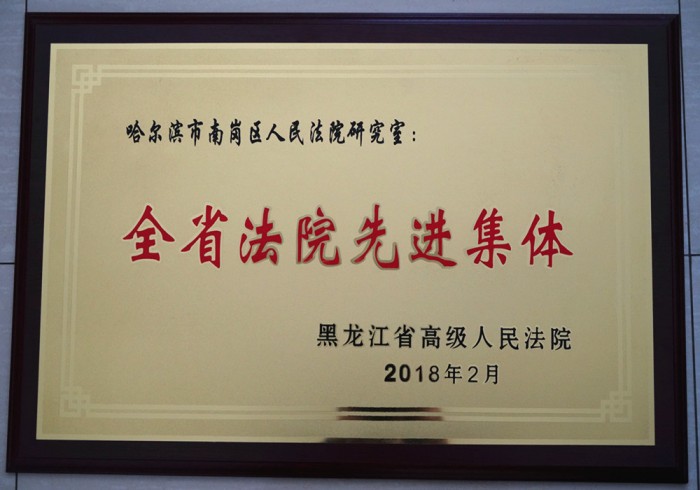 哈尔滨市南岗区人民法院研究室：
全省法院先进集体
黑龙江省高级人民法院
2018年2月